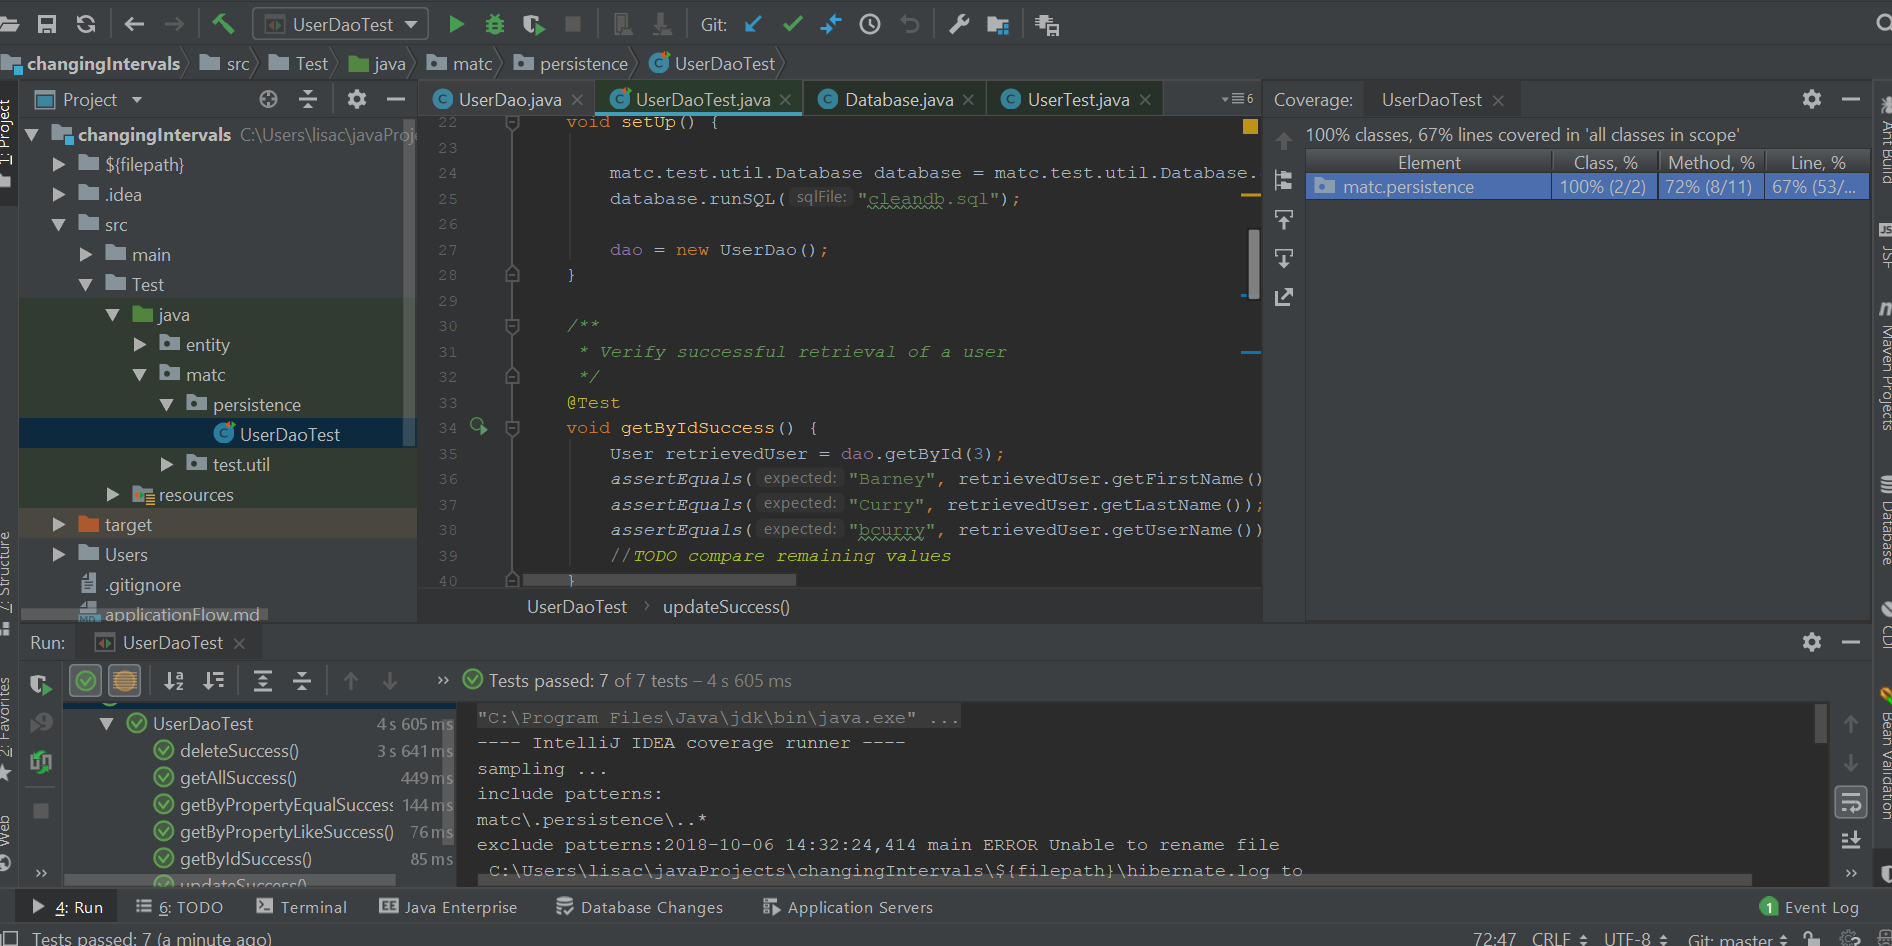 UserDaoTest
Git:
changingIntervals
src
Test
java
matc
persistence
UserDaoTest
1: Project
Project
changingIntervals C:\Users\lisac\javaProj
${filepath}
.idea
src
main
Test
java
entity
matc
persistence
UserDaoTest
test.util
resources
target
Users
.gitignore
applicationFlow.md
UserDao.java
UserDaoTest.java
Database.java
UserTest.java
6
22 void setUp() {
23
24 matc.test.util.Database database = matc.test.util.Database.
25 database.runSQL( sqlFile: "cleandb.sql");
26
27 dao = new UserDao();
28 }
29
30 /**
31 * Verify successful retrieval of a user
32 */
33 @Test
34 void getByIdSuccess() {
35 User retrievedUser = dao.getById(3);
36 assertEquals( expected: "Barney", retrievedUser.getFirstName()
37 assertEquals( expected: "Curry", retrievedUser.getLastName());
38 assertEquals( expected: "bcurry", retrievedUser.getUserName())
39 //TODO compare remaining values
40 }
UserDaoTest
updateSuccess()
Coverage:
UserDaoTest
100% classes, 67% lines covered in 'all classes in scope'
Element Class, % Method, % Line, %
matc.persistence 100% (2/2) 72% (8/11) 67% (53/...
Ant Build
JSF
Maven Projects
Database
CDI
Bean Validation
7: Structure
2: Favorites
Web
Run:
UserDaoTest
Tests passed: 7 of 7 tests – 4 s 605 ms
UserDaoTest 4 s 605 ms
deleteSuccess() 3 s 641 ms
getAllSuccess() 449 ms
getByPropertyEqualSuccess 144 ms
getByPropertyLikeSuccess() 76 ms
getByIdSuccess() 85 ms
updateSuccess()
"C:\Program Files\Java\jdk\bin\java.exe" ...
---- IntelliJ IDEA coverage runner ----
sampling ...
include patterns:
matc\.persistence\..*
exclude patterns:2018-10-06 14:32:24,414 main ERROR Unable to rename file
C:\Users\lisac\javaProjects\changingIntervals\${filepath}\hibernate.log to
4: Run
6: TODO
Terminal
Java Enterprise
Database Changes
Application Servers
1 Event Log
Tests passed: 7 (a minute ago)
72:47 CRLF UTF-8 Git: master